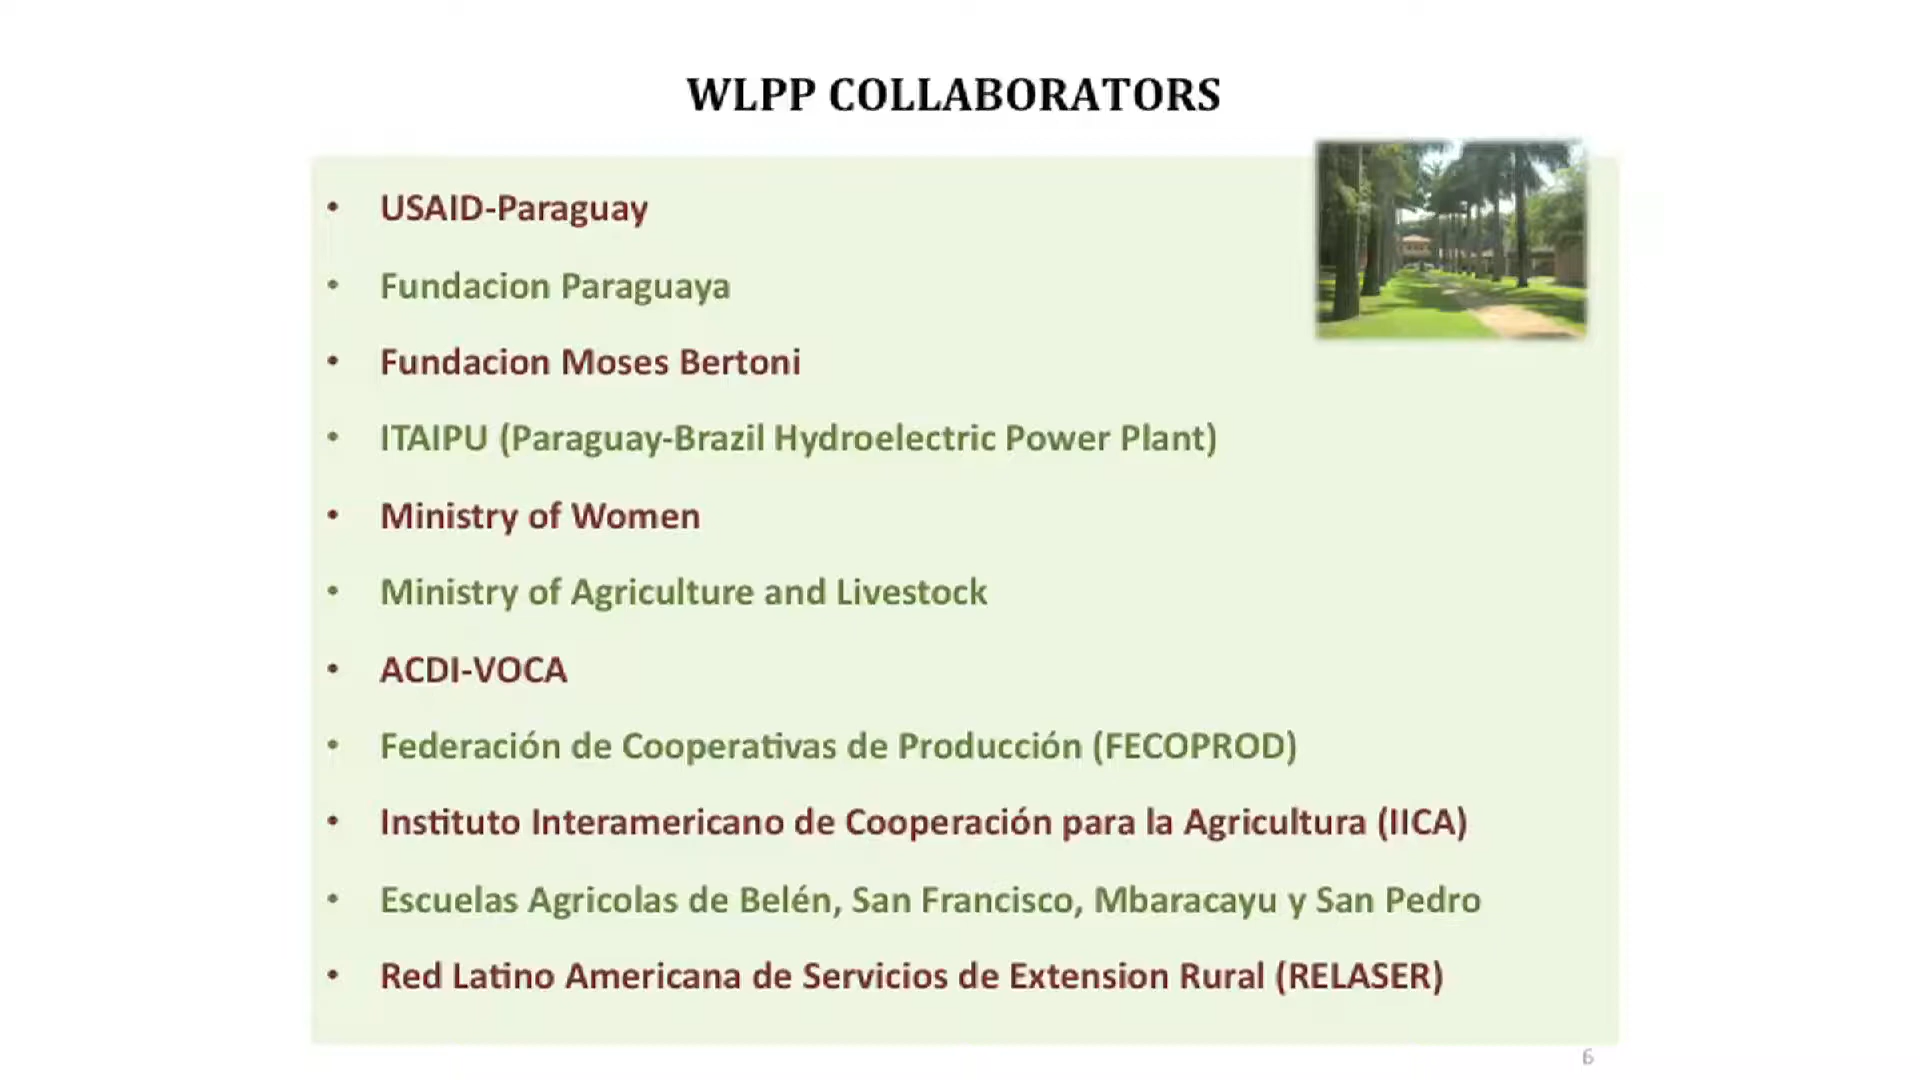 WLPP COLLABORATORS
• USAID-Paraguay
• Fundacion Paraguaya
• Fundacion Moses Bertoni
• ITAIPU (Paraguay-Brazil Hydroelectric Power Plant)
• Ministry of Women
• Ministry of Agriculture and Livestock
• ACDI-VOCA
• Federación de Cooperativas de Producción (FECOPROD)
• Instituto Interamericano de Cooperación para la Agricultura (IICA)
• Escuelas Agricolas de Belén, San Francisco, Mbaracayu y San Pedro
• Red Latino Americana de Servicios de Extension Rural (RELASER)
6